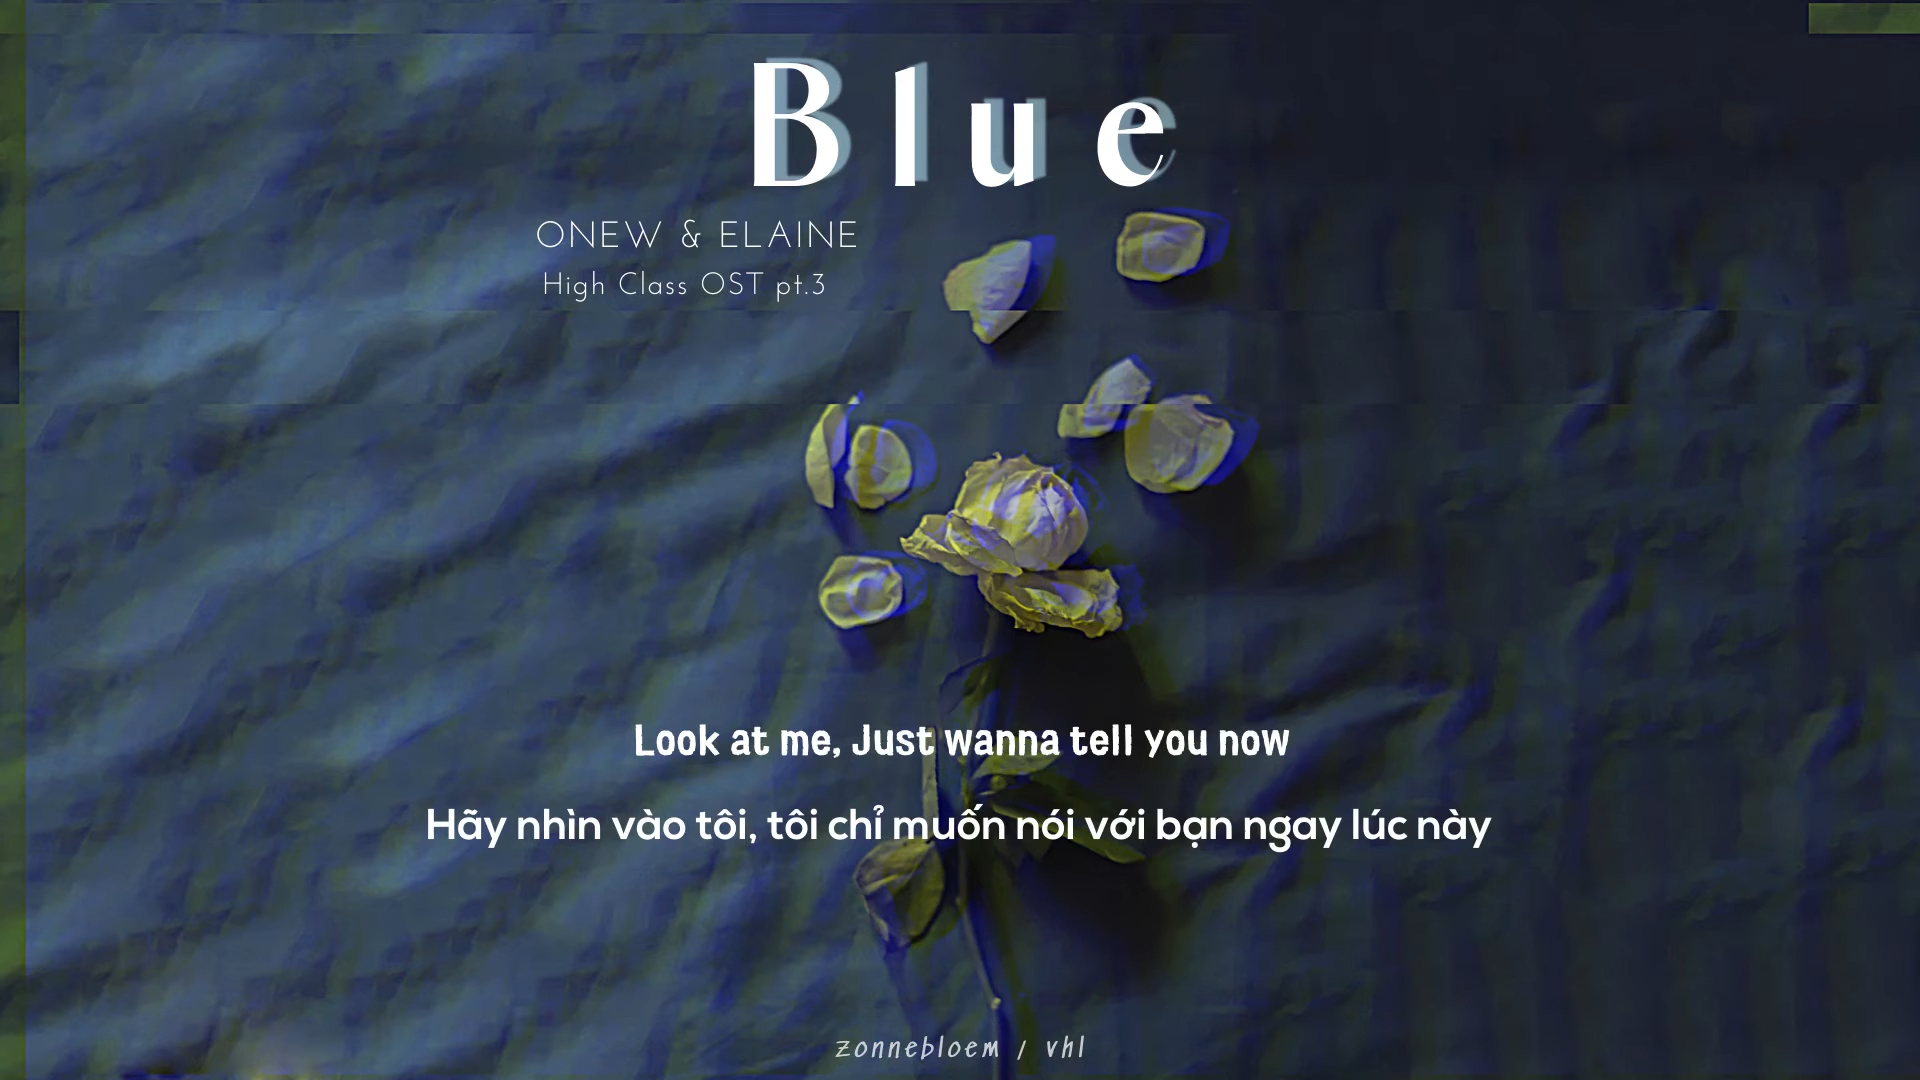 Blue
ONEW & ELAINE
High Class OST pt.3
Look at me, Just wanna tell you now
Hãy nhìn vào tôi, tôi chỉ muốn nói với bạn ngay lúc này
zonnebloem / vhl